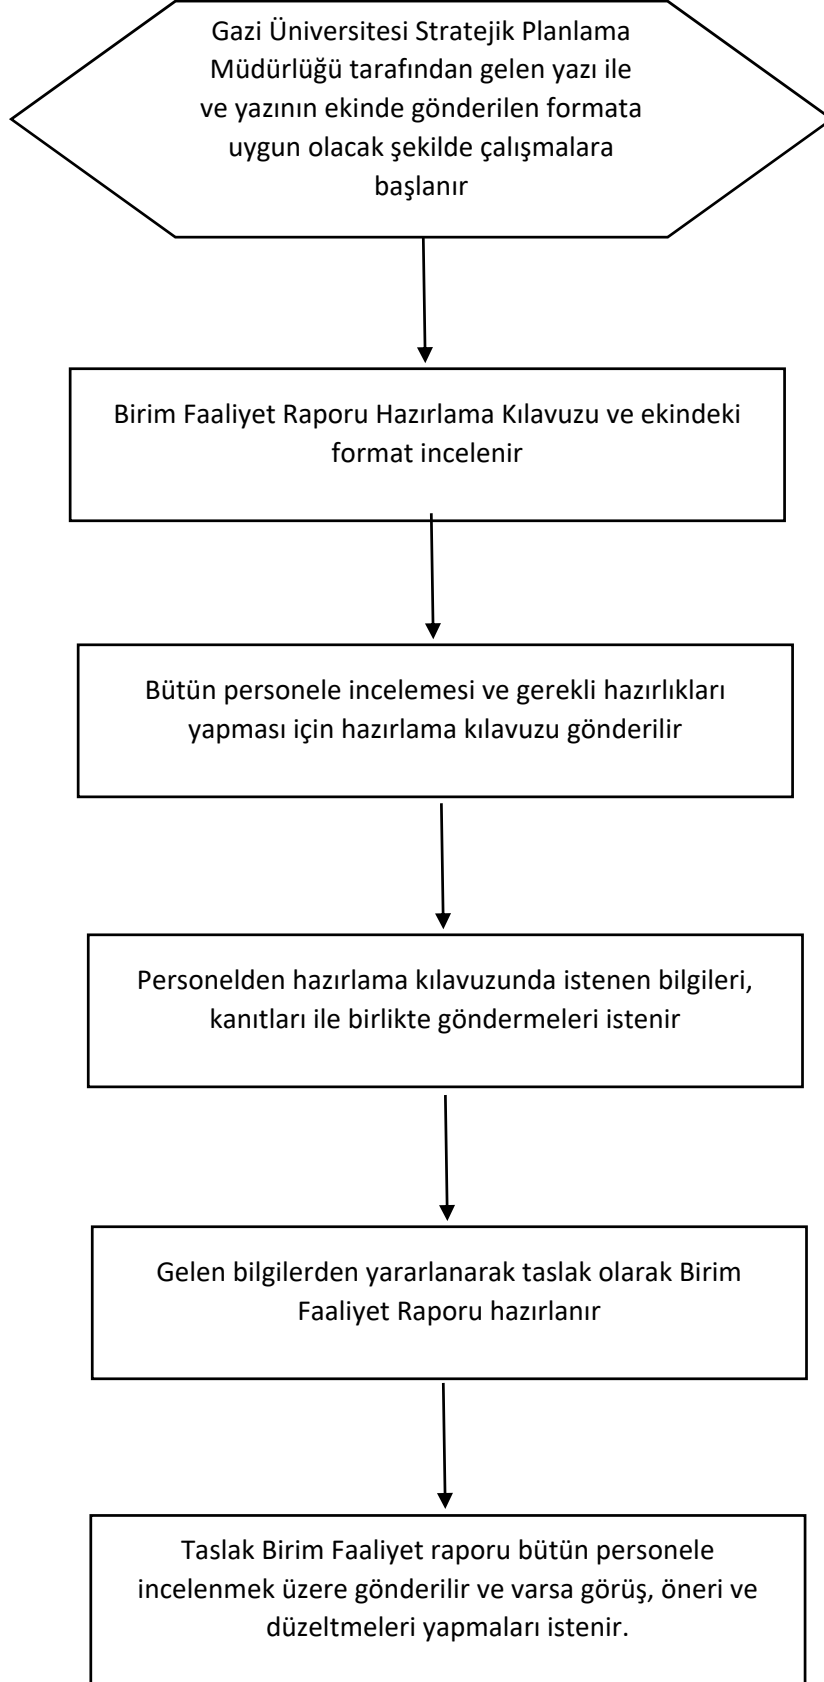 Gazi Üniversitesi Stratejik Planlama
Müdürlüğü tarafından gelen yazı ile
ve yazının ekinde gönderilen formata
uygun olacak şekilde çalışmalara
başlanır
Birim Faaliyet Raporu Hazırlama Kılavuzu ve ekindeki
format incelenir
Bütün personele incelemesi ve gerekli hazırlıkları
yapması için hazırlama kılavuzu gönderilir
Personelden hazırlama kılavuzunda istenen bilgileri,
kanıtları ile birlikte göndermeleri istenir
Gelen bilgilerden yararlanarak taslak olarak Birim
Faaliyet Raporu hazırlanır
Taslak Birim Faaliyet raporu bütün personele
incelenmek üzere gönderilir ve varsa görüş, öneri ve
düzeltmeleri yapmaları istenir.